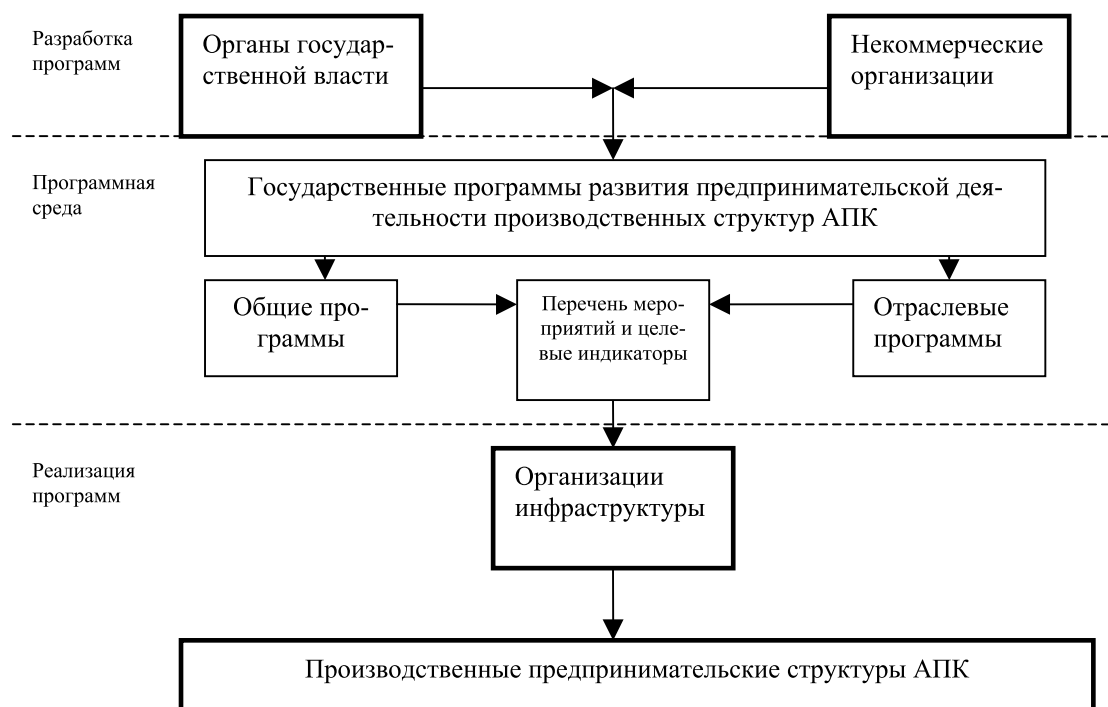 Разработка
программ
Органы государ-
ственной власти
Некоммерческие
организации
Программная
среда
Государственные программы развития предпринимательской дея-
тельности производственных структур АПК
Общие про-
граммы
Перечень меро-
приятий и целе-
вые индикаторы
Отраслевые
программы
Реализация
программ
Организации
инфраструктуры
Производственные предпринимательские структуры АПК